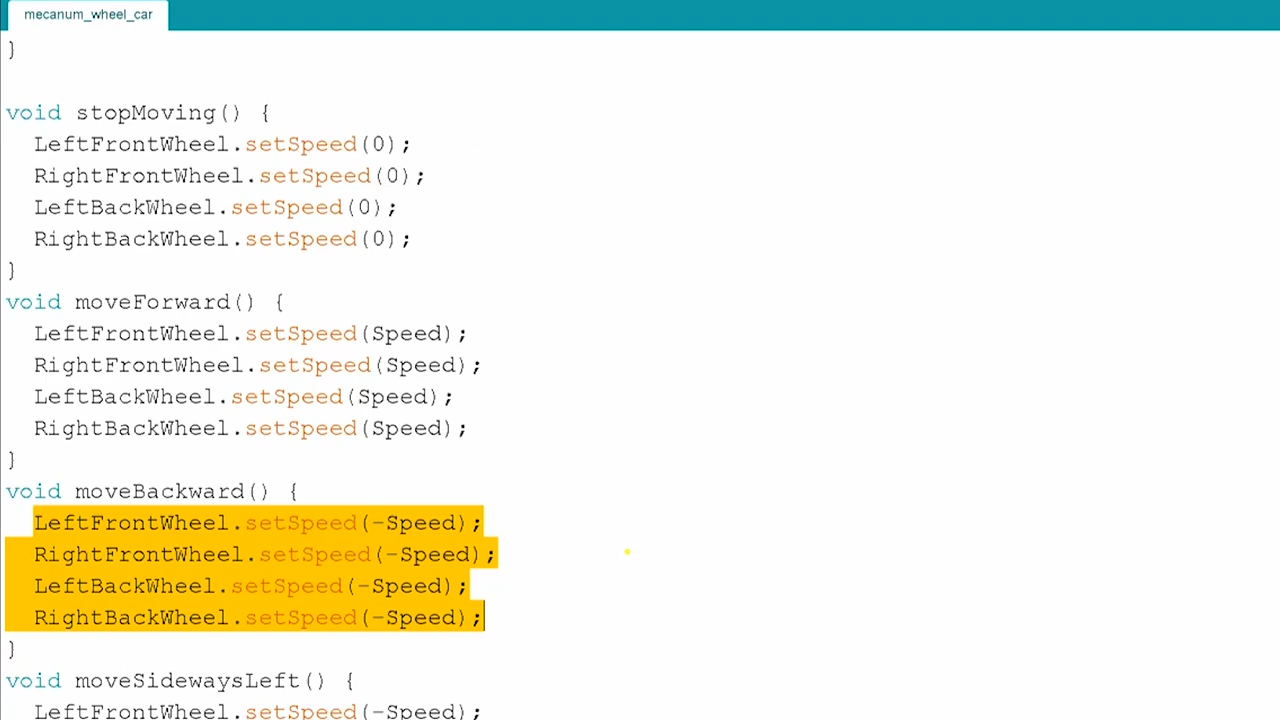 mecanum_wheel_car
}
void stopMoving() {
LeftFrontWheel.setSpeed(0);
RightFrontWheel.setSpeed(0);
LeftBackWheel.setSpeed(0);
RightBackWheel.setSpeed(0);
}
void moveForward() {
LeftFrontWheel.setSpeed(Speed);
RightFrontWheel.setSpeed(Speed);
LeftBackWheel.setSpeed(Speed);
RightBackWheel.setSpeed(Speed);
}
void moveBackward() {
LeftFrontWheel.setSpeed(-Speed);
RightFrontWheel.setSpeed(-Speed);
LeftBackWheel.setSpeed(-Speed);
RightBackWheel.setSpeed(-Speed);
}
void moveSidewaysLeft() {
LeftFrontWheel.setSpeed(-Speed);